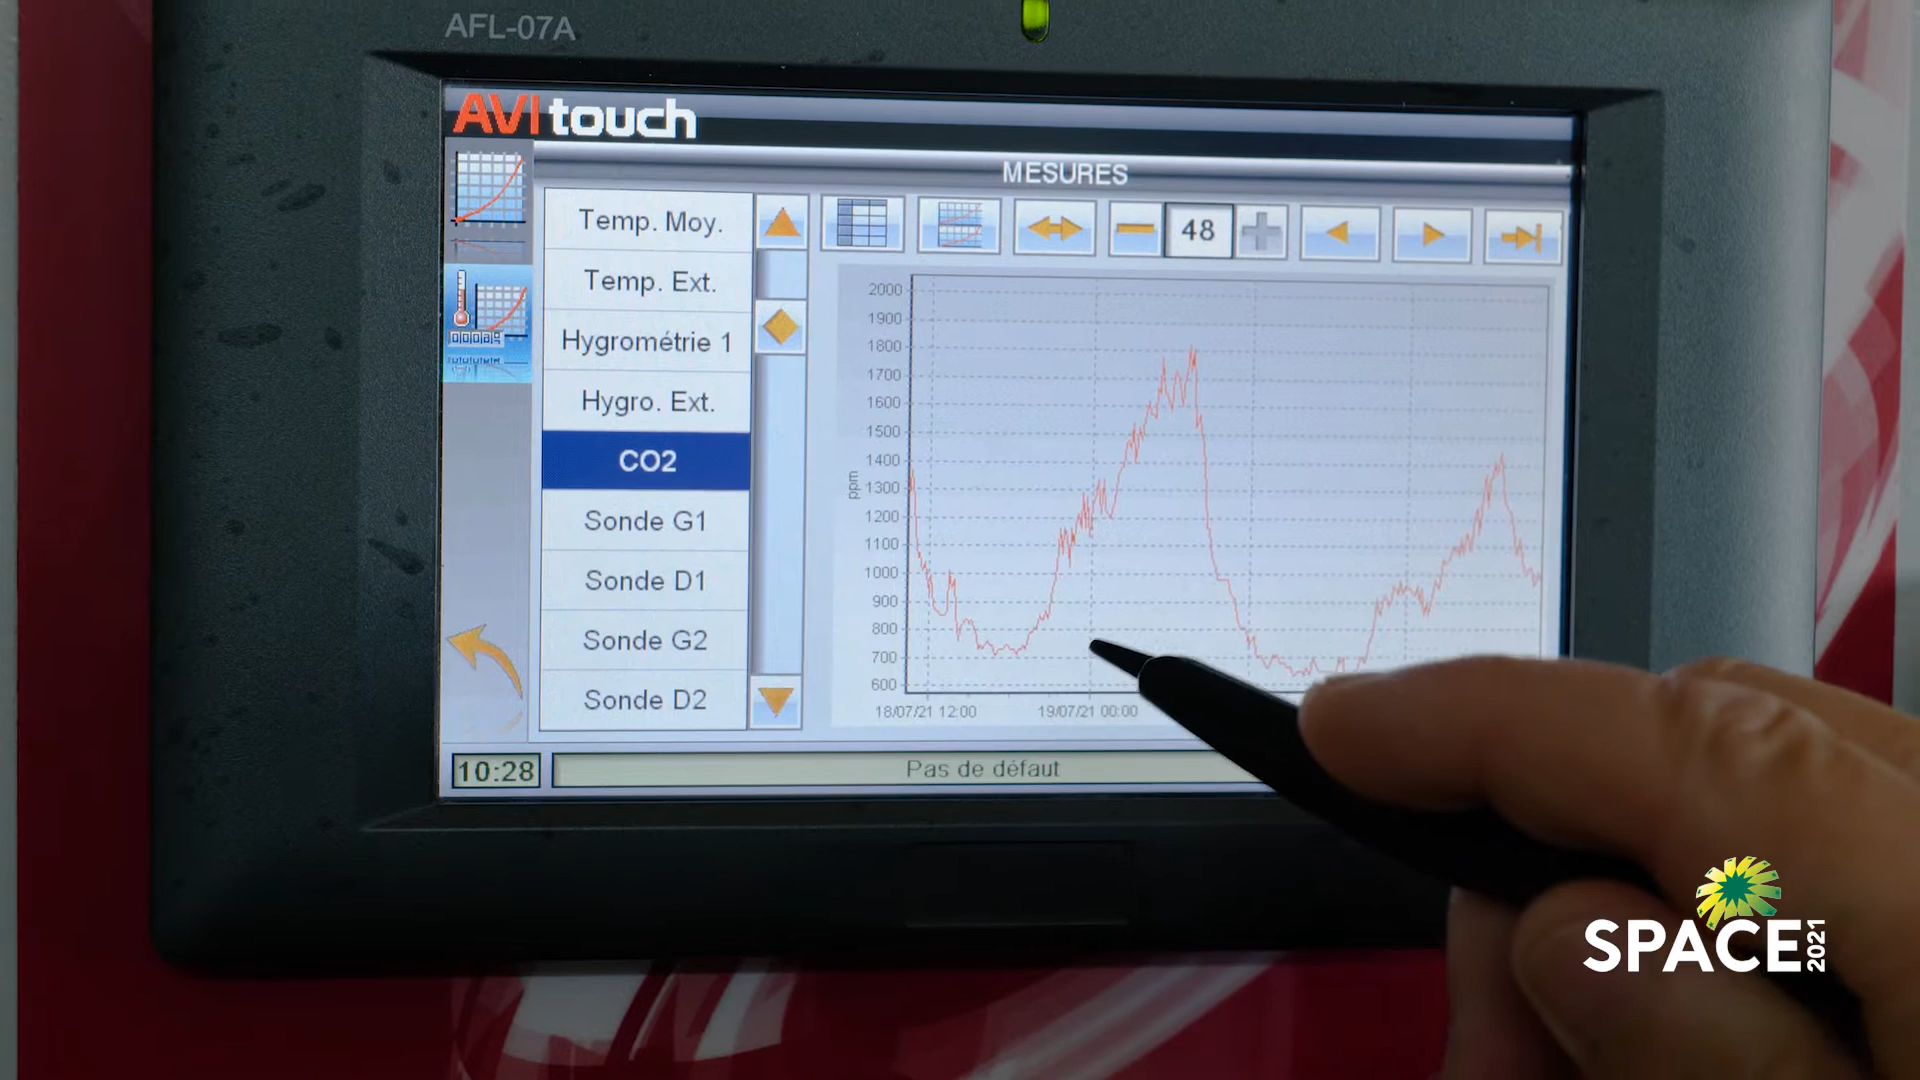 AFL-07A
AVI touch
MESURES
Temp. Moy.
Temp. Ext.
Hygrométrie 1
Hygro. Ext.
CO2
Sonde G1
Sonde D1
Sonde G2
Sonde D2
48
2000
1900
1800
1700
1600
1500
1400
1300
1200
1100
1000
900
800
700
600
ppm
18/07/21 12:00
19/07/21 00:00
10:28
Pas de défaut
SPACE 2021